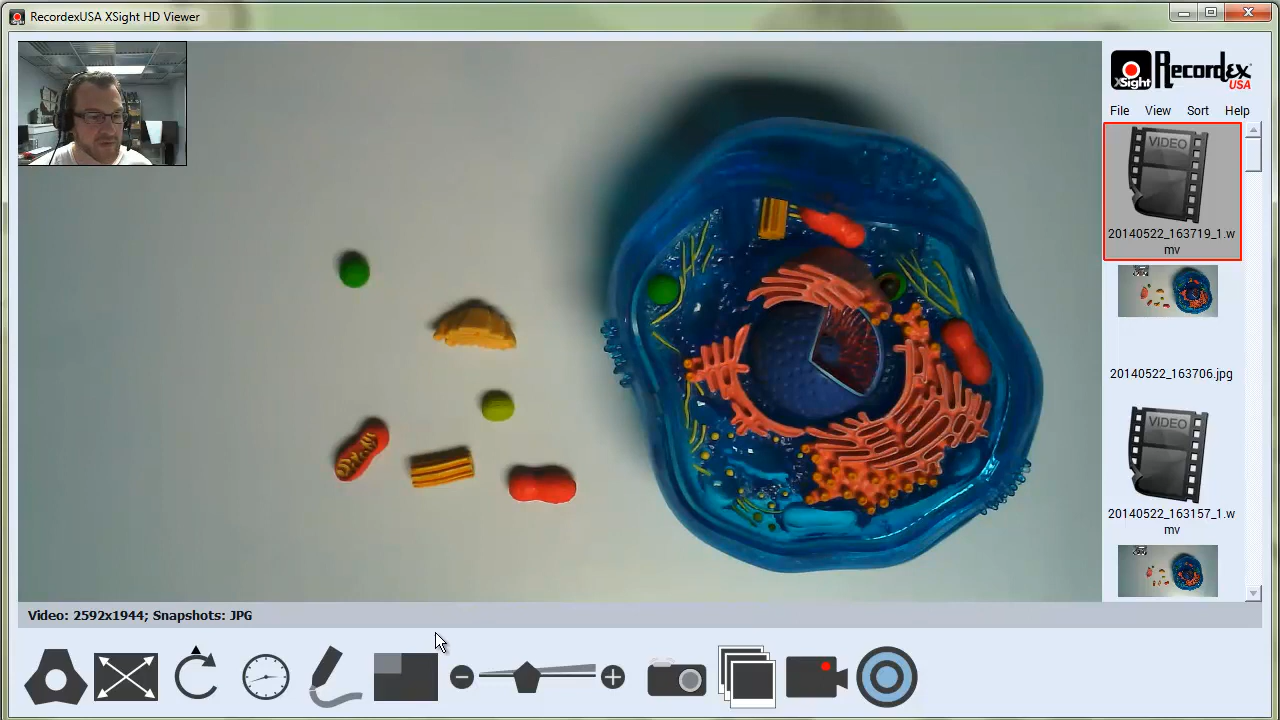 RecordexUSA XSight HD Viewer
XSight
RECORDEX
USA
File View Sort Help
VIDEO
20140522_163719_1.w
mv
20140522_163706.jpg
VIDEO
20140522_163157_1.w
mv
Video: 2592x1944; Snapshots: JPG